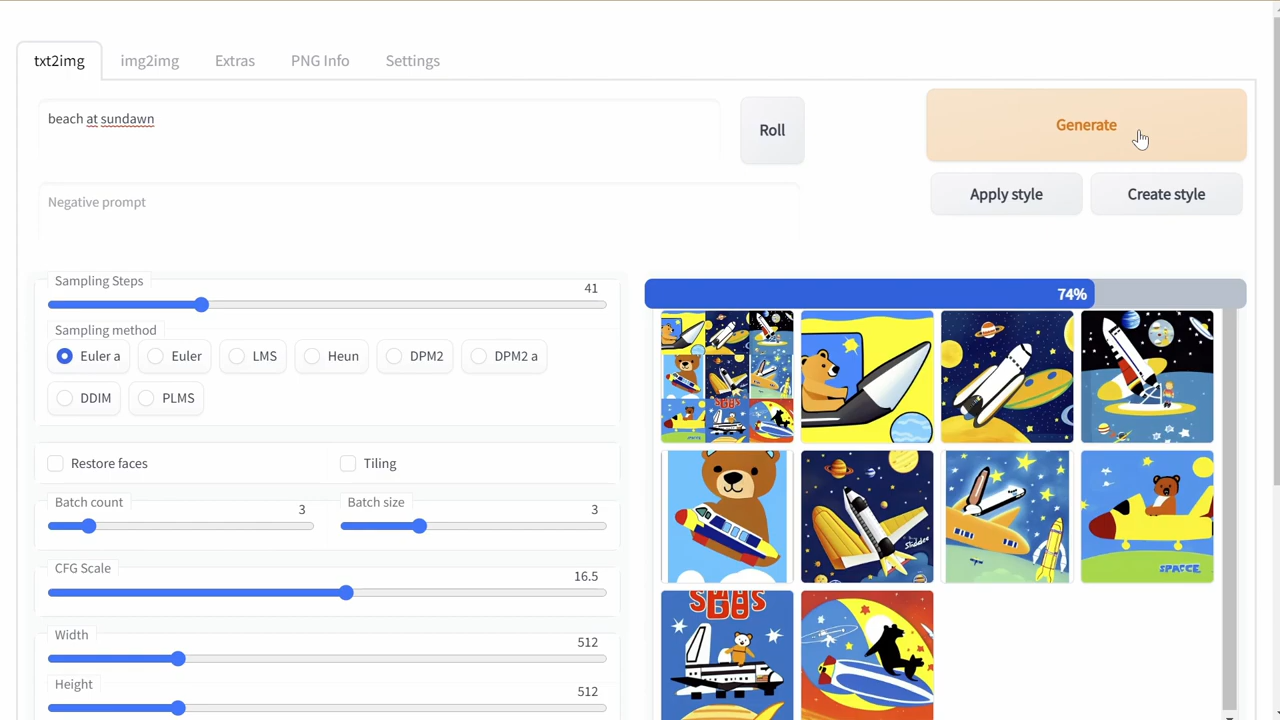 txt2img
img2img
Extras
PNG Info
Settings
beach at sundawn
Roll
Generate
Negative prompt
Apply style
Create style
Sampling Steps
41
74%
Sampling method
Euler a
Euler
LMS
Heun
DPM2
DPM2 a
DDIM
PLMS
Restore faces
Tiling
Batch count
3
Batch size
3
CFG Scale
16.5
SPACCE
Width
512
Height
512